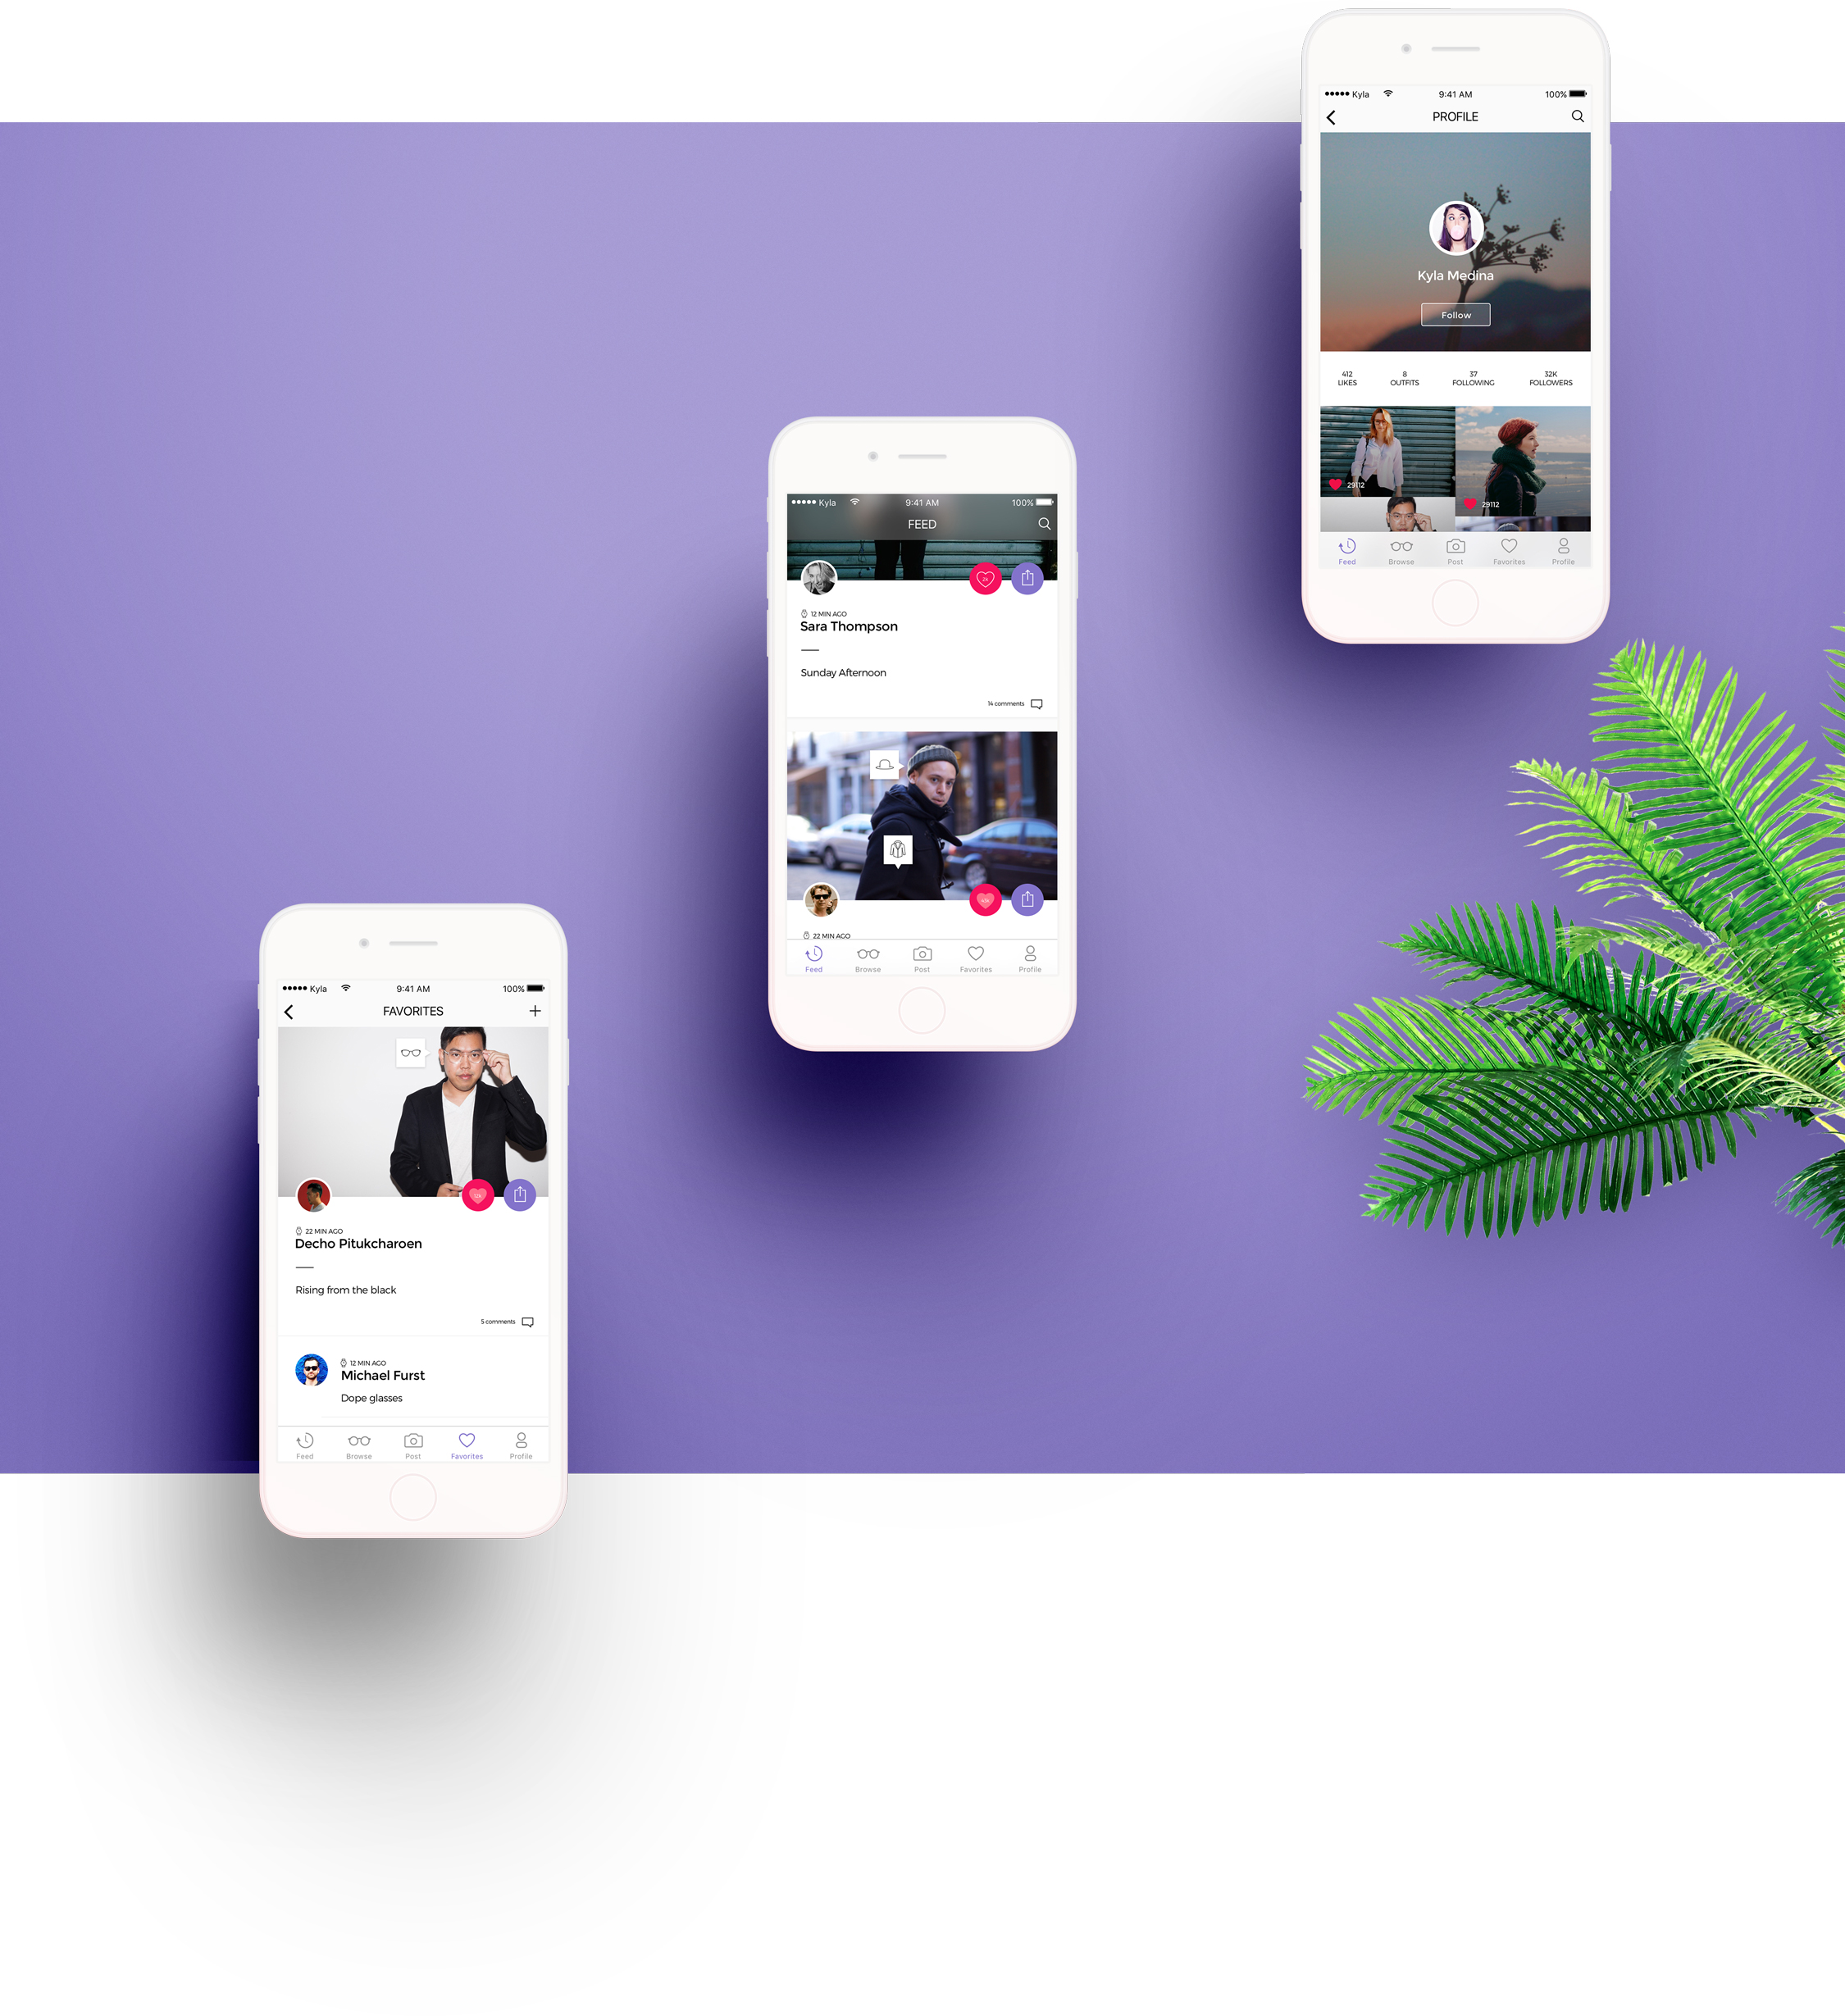 Kyla 9:41 AM 100%
PROFILE
Kyla Medina
Follow
412 8 37 32K
LIKES OUTFITS FOLLOWING FOLLOWERS
29112
29112
Feed Browse Post Favorites Profile
Kyla 9:41 AM 100%
FEED
2k
12 MIN AGO
Sara Thompson
Sunday Afternoon
14 comments
22 MIN AGO
Feed Browse Post Favorites Profile
Kyla 9:41 AM 100%
FAVORITES
22 MIN AGO
Decho Pitukcharoen
Rising from the black
5 comments
12 MIN AGO
Michael Furst
Dope glasses
Feed Browse Post Favorites Profile